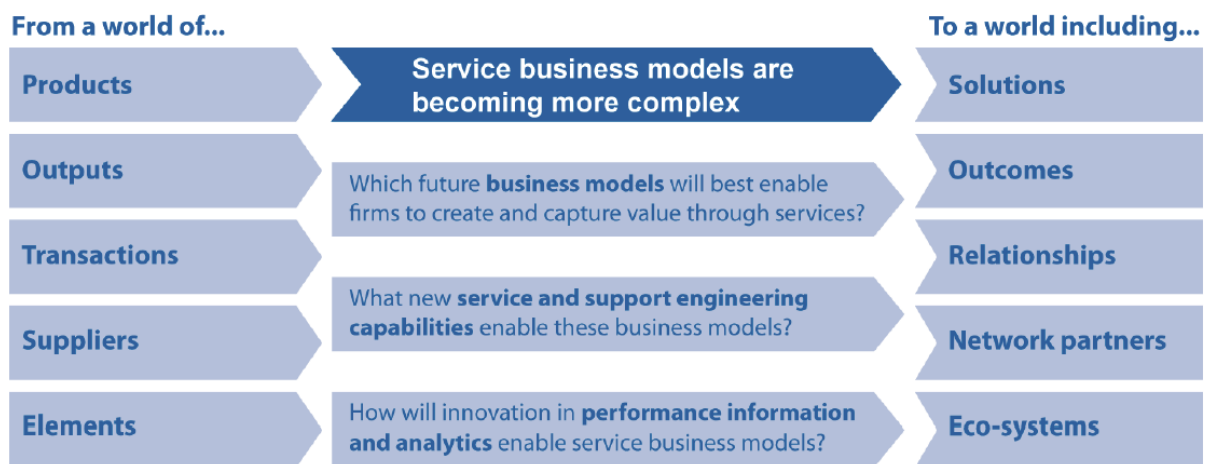 From a world of...
To a world including...
Products
Service business models are
becoming more complex
Solutions
Outputs
Which future business models will best enable
firms to create and capture value through services?
Outcomes
Transactions
Relationships
What new service and support engineering
capabilities enable these business models?
Suppliers
Network partners
Elements
How will innovation in performance information
and analytics enable service business models?
Eco-systems